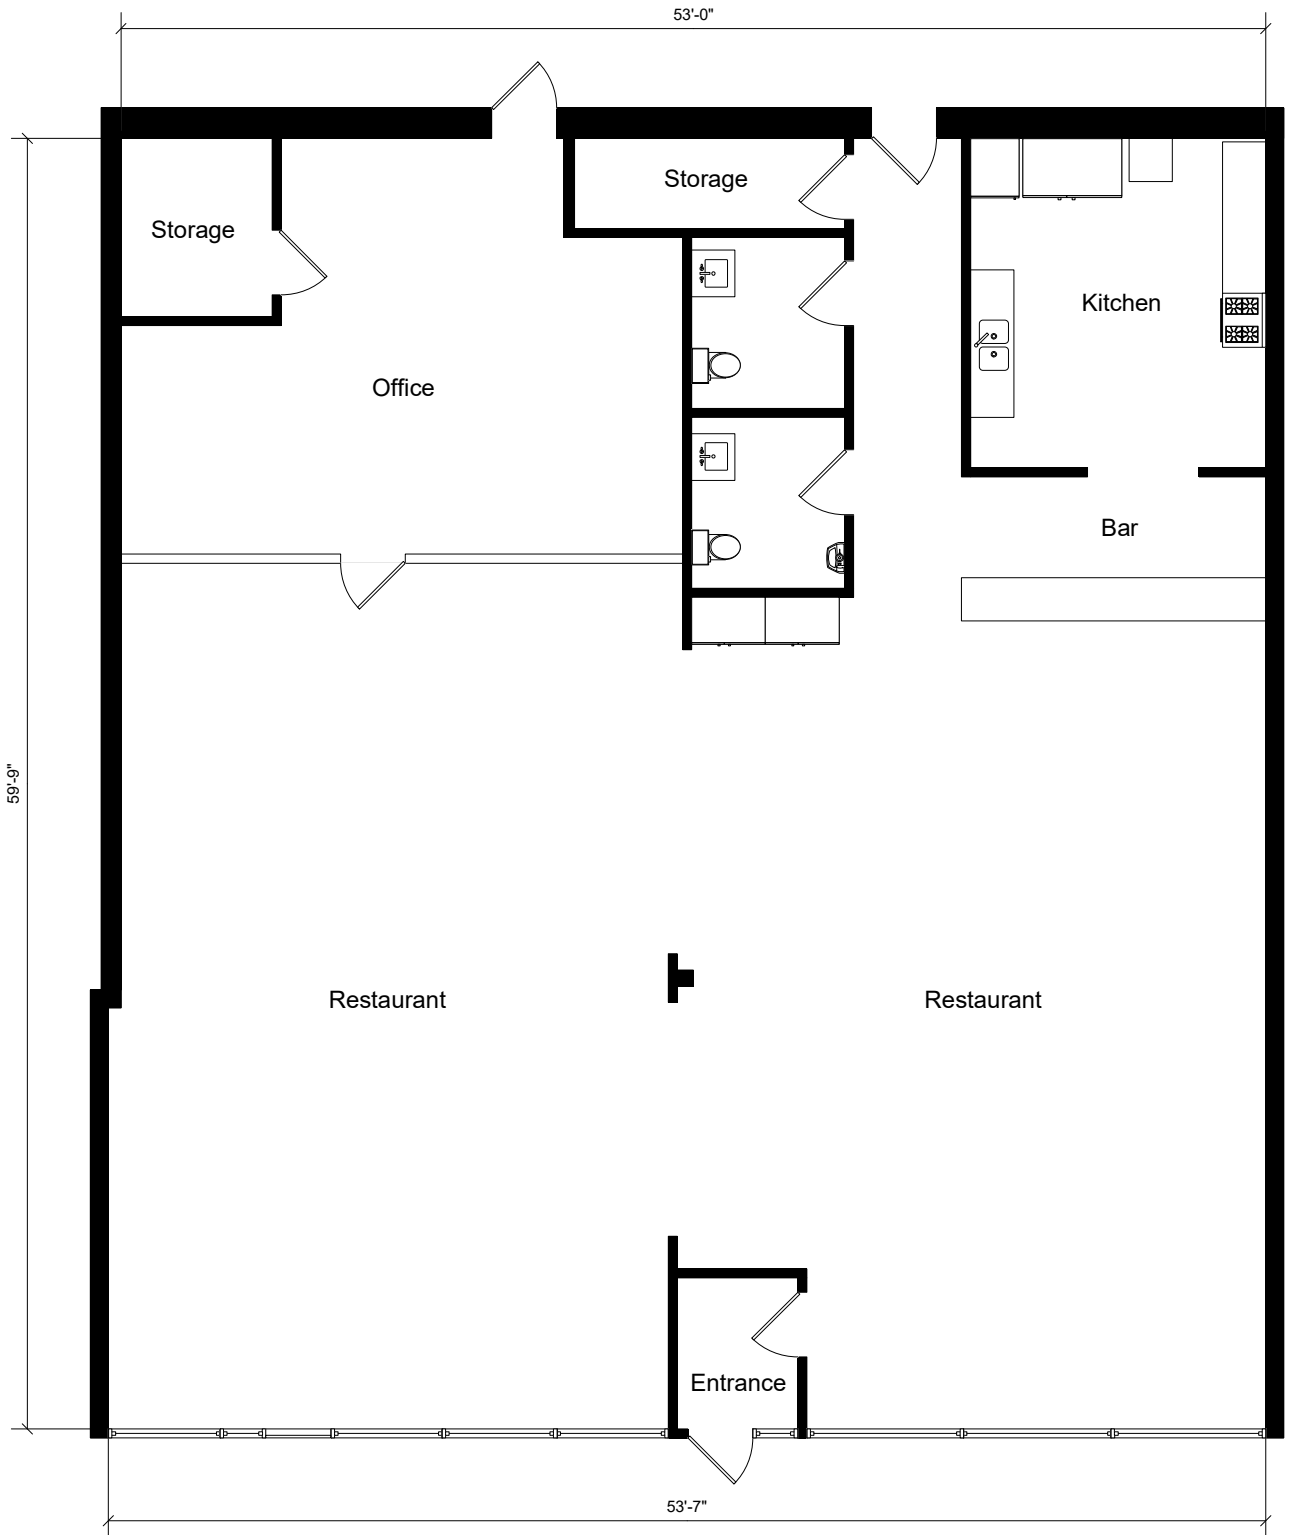 53'-0"
Storage
Storage
Kitchen
Office
Bar
59'-9"
Restaurant
Restaurant
Entrance
53'-7"